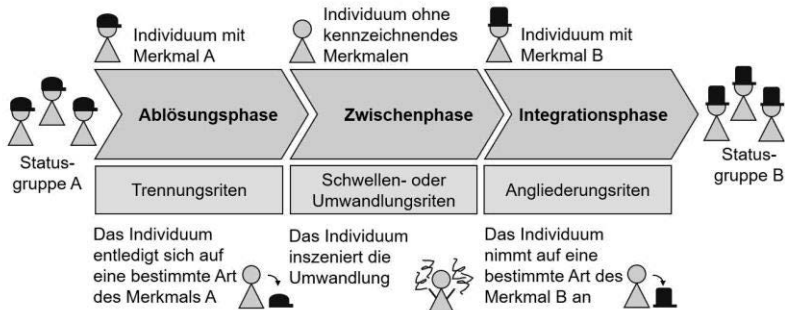 Individuum mit
Merkmal A
Individuum ohne
kennzeichnendes
Merkmalen
Individuum mit
Merkmal B
Ablösungsphase
Zwischenphase
Integrationsphase
Status-
gruppe A
Status-
gruppe B
Trennungsriten
Schwellen- oder
Umwandlungsriten
Angliederungsriten
Das Individuum
entledigt sich auf
eine bestimmte Art
des Merkmals A
Das Individuum
inszeniert die
Umwandlung
Das Individuum
nimmt auf eine
bestimmte Art des
Merkmal B an